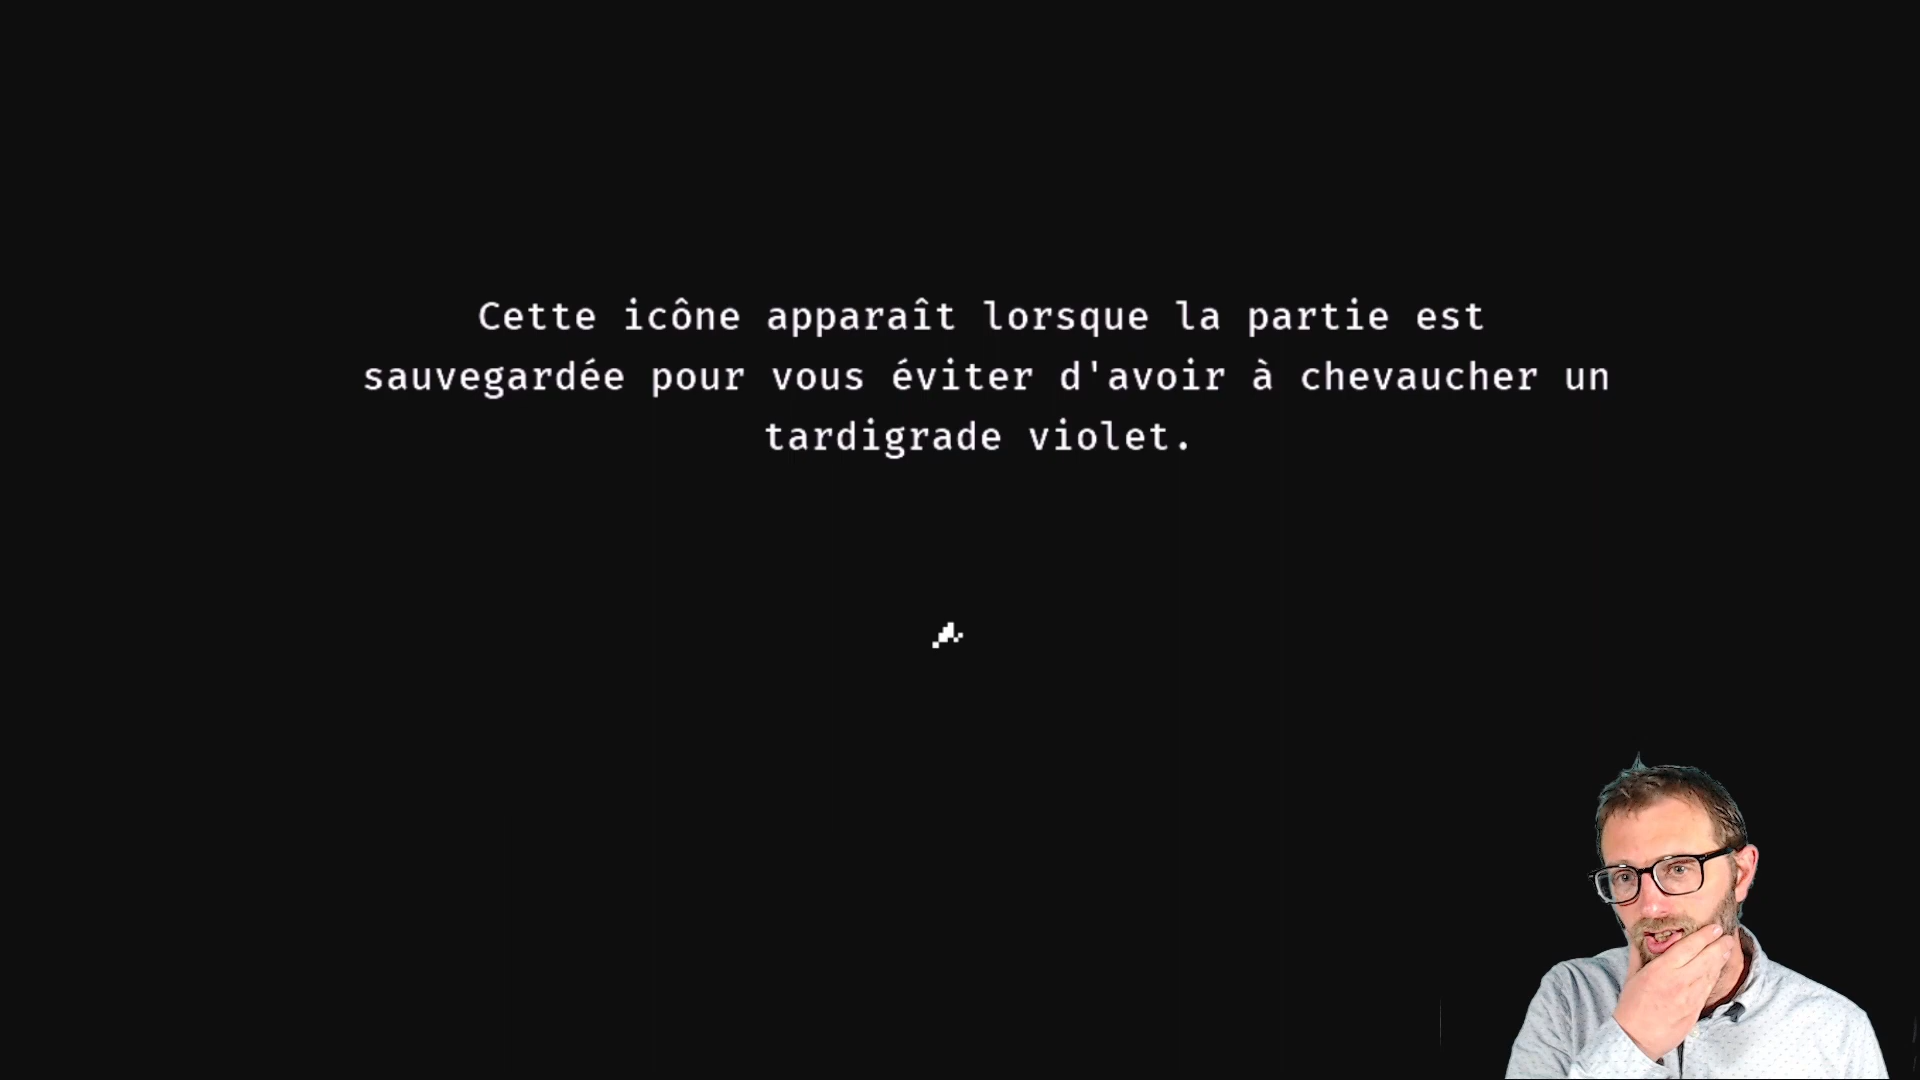 Cette icône apparaît lorsque la partie est
sauvegardée pour vous éviter d'avoir à chevaucher un
tardigrade violet.